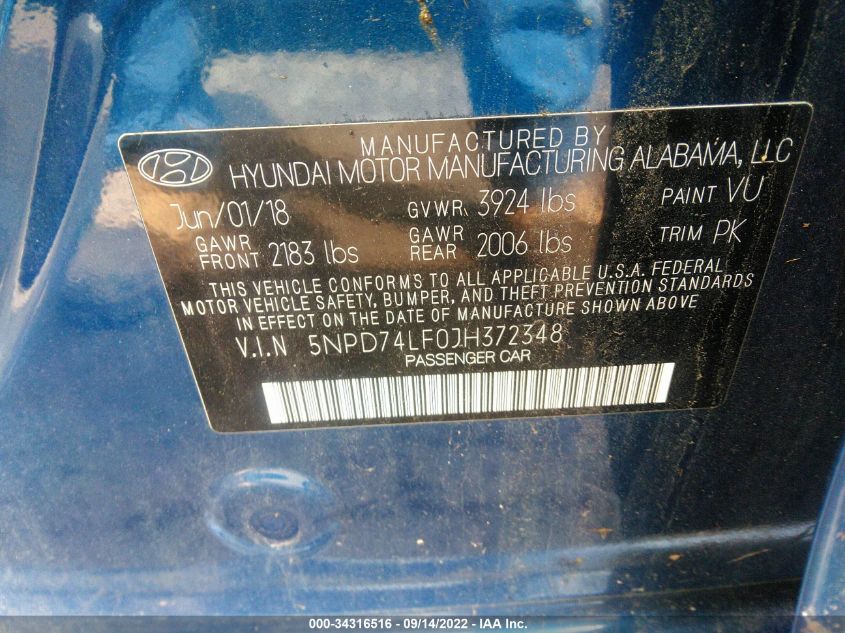 MANUFACTURED BY
HYUNDAI MOTOR MANUFACTURING ALABAMA, LLC
Jun/01/18 GVWR 3924 lbs PAINT VU
GAWR FRONT 2183 lbs GAWR REAR 2006 lbs TRIM PK
THIS VEHICLE CONFORMS TO ALL APPLICABLE U.S.A. FEDERAL
MOTOR VEHICLE SAFETY, BUMPER, AND THEFT PREVENTION STANDARDS
IN EFFECT ON THE DATE OF MANUFACTURE SHOWN ABOVE
V.I.N 5NPD74LF0JH372348
PASSENGER CAR
000-34316516 - 09/14/2022 - IAA Inc.